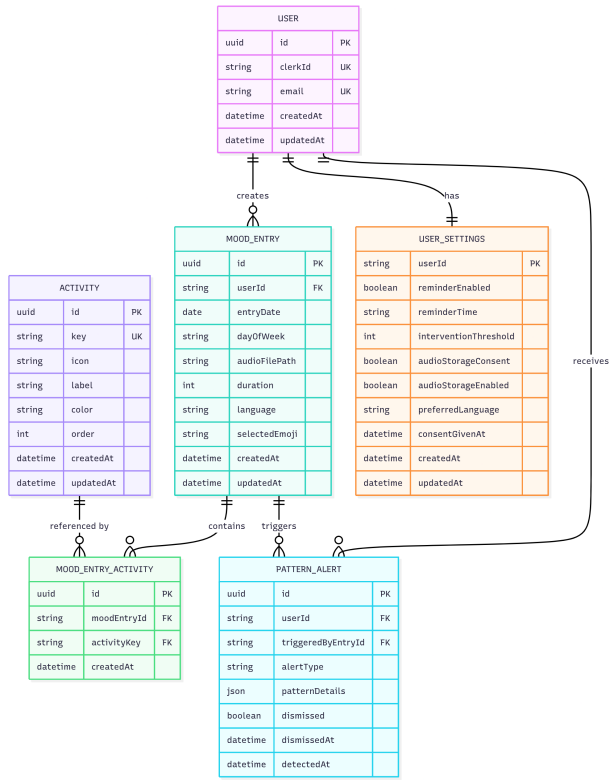 USER
uuid id PK
string clerkId UK
string email UK
datetime createdAt
datetime updatedAt
creates
has
MOOD_ENTRY
uuid id PK
string userId FK
date entryDate
string dayOfWeek
string audioFilePath
int duration
string language
string selectedEmoji
datetime createdAt
datetime updatedAt
USER_SETTINGS
string userId PK
boolean reminderEnabled
string reminderTime
int interventionThreshold
boolean audioStorageConsent
boolean audioStorageEnabled
string preferredLanguage
datetime consentGivenAt
datetime createdAt
datetime updatedAt
ACTIVITY
uuid id PK
string key UK
string icon
string label
string color
int order
datetime createdAt
datetime updatedAt
receives
referenced by
contains
triggers
MOOD_ENTRY_ACTIVITY
uuid id PK
string moodEntryId FK
string activityKey FK
datetime createdAt
PATTERN_ALERT
uuid id PK
string userId FK
string triggeredByEntryId FK
string alertType
json patternDetails
boolean dismissed
datetime dismissedAt
datetime detectedAt